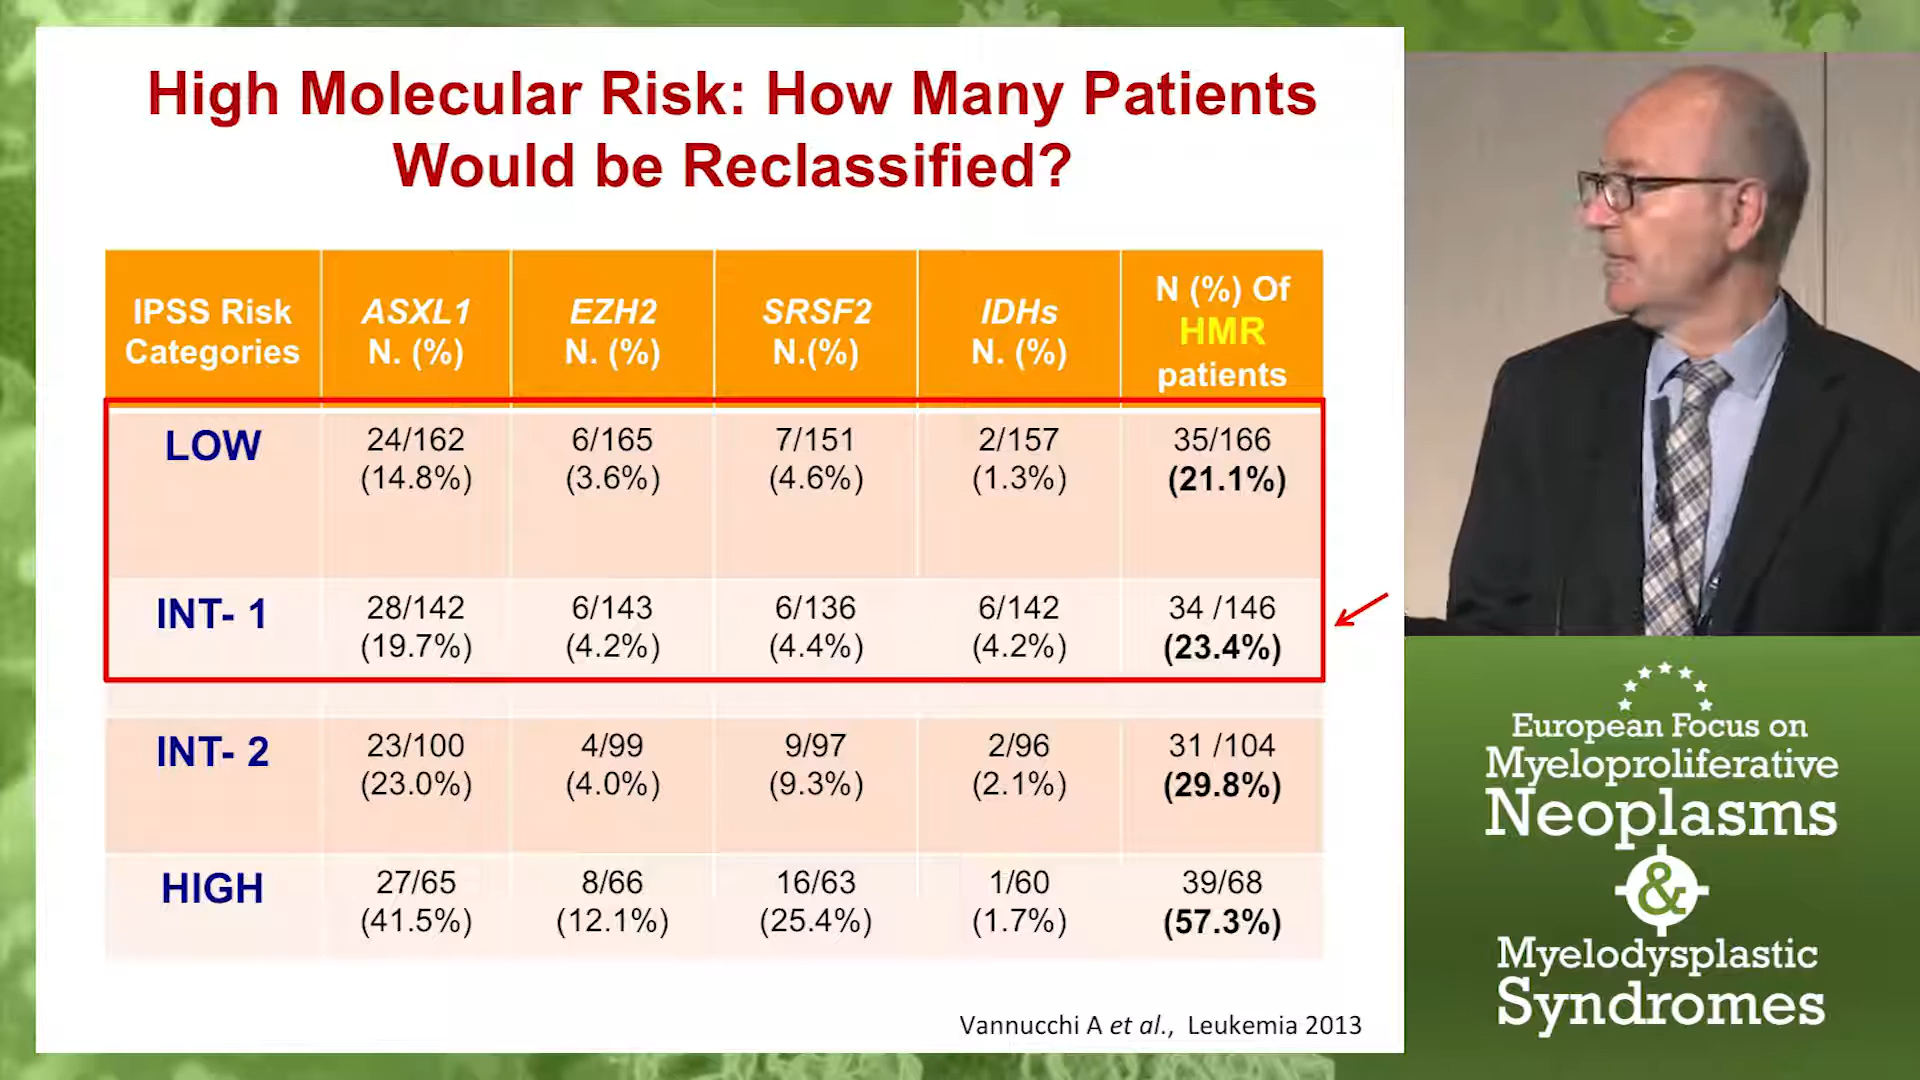 High Molecular Risk: How Many Patients
Would be Reclassified?
IPSS Risk Categories ASXL1 N. (%) EZH2 N. (%) SRSF2 N.(%) IDHs N. (%) N (%) Of HMR patients
LOW 24/162 6/165 7/151 2/157 35/166
(14.8%) (3.6%) (4.6%) (1.3%) (21.1%)
INT- 1 28/142 6/143 6/136 6/142 34 /146
(19.7%) (4.2%) (4.4%) (4.2%) (23.4%)
INT- 2 23/100 4/99 9/97 2/96 31 /104
(23.0%) (4.0%) (9.3%) (2.1%) (29.8%)
HIGH 27/65 8/66 16/63 1/60 39/68
(41.5%) (12.1%) (25.4%) (1.7%) (57.3%)
Vannucchi A et al., Leukemia 2013
European Focus on
Myeloproliferative
Neoplasms
&
Myelodysplastic
Syndromes